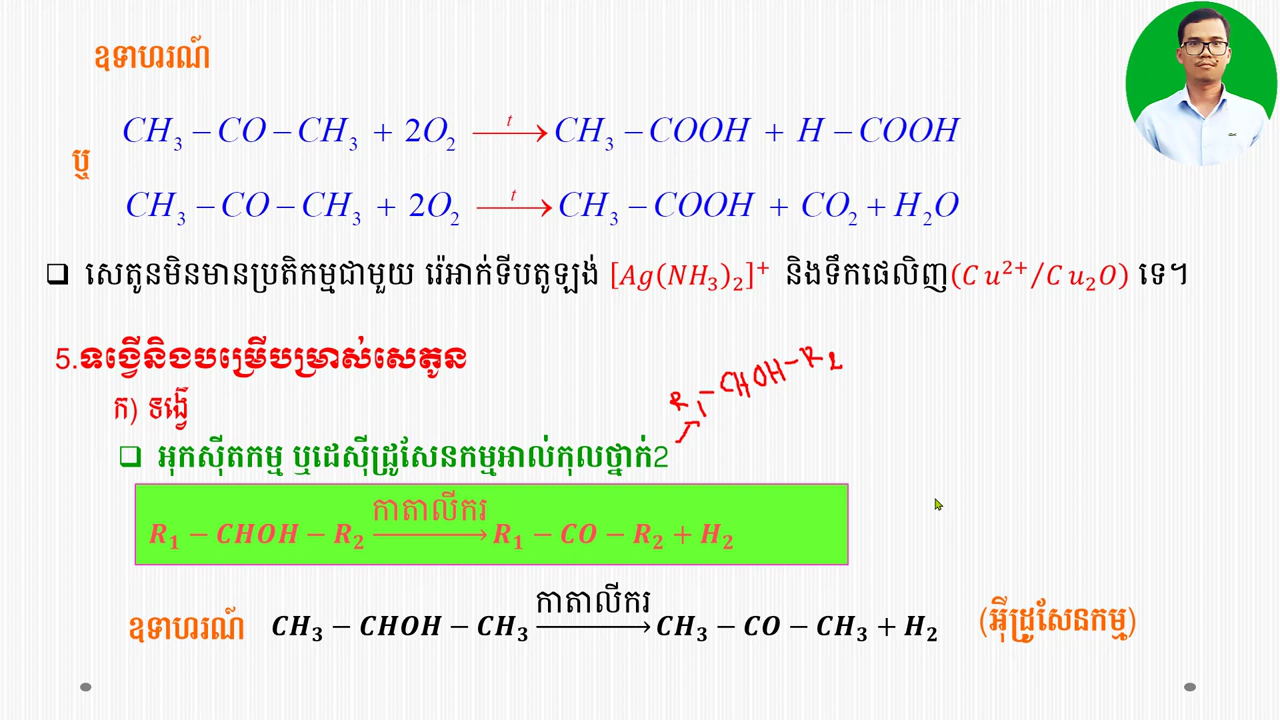 ឧទាហរណ៍
CH₃ – CO – CH₃ + 2O₂ —t→ CH₃ – COOH + H – COOH
ឬ
CH₃ – CO – CH₃ + 2O₂ —t→ CH₃ – COOH + CO₂ + H₂O
❑ សេតូនមិនមានប្រតិកម្មជាមួយ រ៉េអាក់ទីបតូឡង់ [Ag(NH₃)₂]⁺ និងទឹកផេលិញ(Cu²⁺/Cu₂O) ទេ។
5.ទង្វើនិងបម្រើបម្រាស់សេតូន
R₁–CHOH–R₂
ក) ទង្វើ
❑ អុកស៊ីតកម្ម ឬដេស៊ីដ្រូសែនកម្មអាល់កុលថ្នាក់2
R₁ – CHOH – R₂ —កាតាលីករ→ R₁ – CO – R₂ + H₂
ឧទាហរណ៍ CH₃ – CHOH – CH₃ —កាតាលីករ→ CH₃ – CO – CH₃ + H₂ (អ៊ីដ្រូសែនកម្ម)